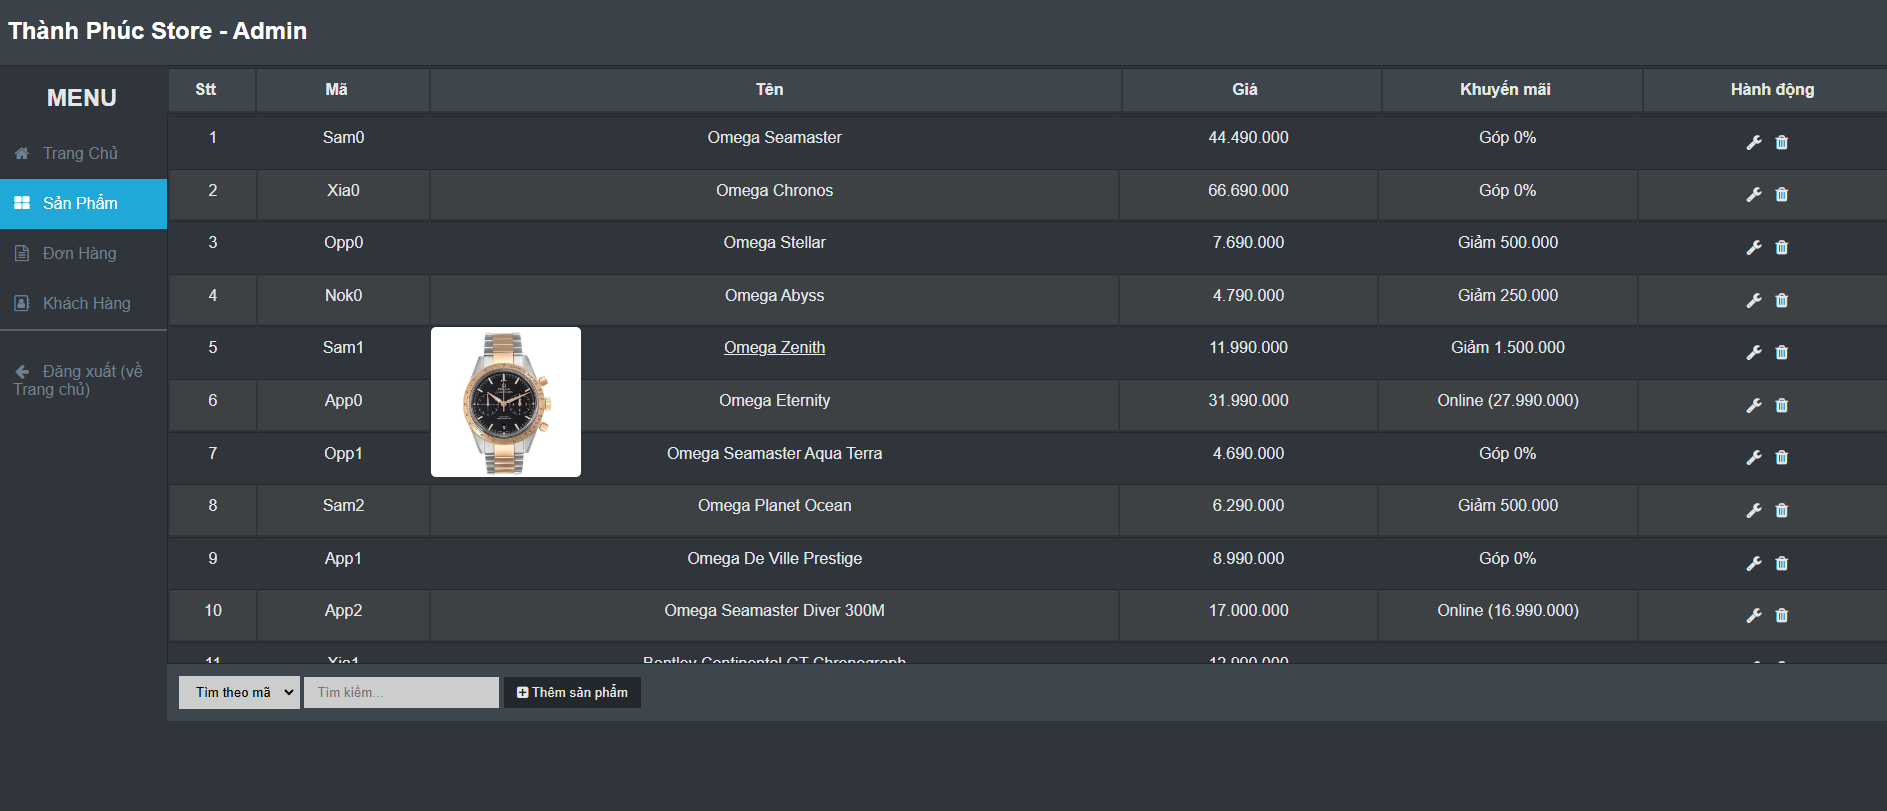 Thành Phúc Store - Admin
MENU
Trang Chủ
Sản Phẩm
Đơn Hàng
Khách Hàng
Đăng xuất (về
Trang chủ)
Stt Mã Tên Giá Khuyến mãi Hành động
1 Sam0 Omega Seamaster 44.490.000 Góp 0%
2 Xia0 Omega Chronos 66.690.000 Góp 0%
3 Opp0 Omega Stellar 7.690.000 Giảm 500.000
4 Nok0 Omega Abyss 4.790.000 Giảm 250.000
5 Sam1 Omega Zenith 11.990.000 Giảm 1.500.000
6 App0 Omega Eternity 31.990.000 Online (27.990.000)
7 Opp1 Omega Seamaster Aqua Terra 4.690.000 Góp 0%
8 Sam2 Omega Planet Ocean 6.290.000 Giảm 500.000
9 App1 Omega De Ville Prestige 8.990.000 Góp 0%
10 App2 Omega Seamaster Diver 300M 17.000.000 Online (16.990.000)
11 Xia1 Bentley Continental GT Chronograph 12.990.000
Tìm theo mã Tìm kiếm... Thêm sản phẩm